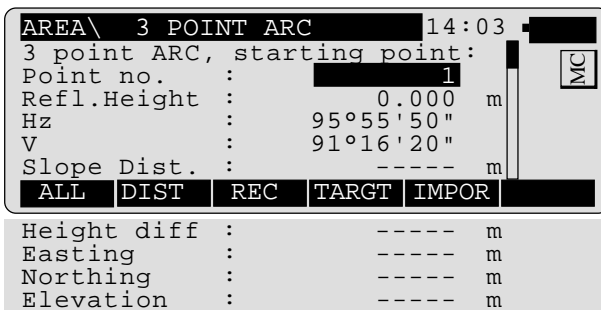 AREA\ 3 POINT ARC 14:03
3 point ARC, starting point:
MC
Point no. : 1
Refl.Height : 0.000 m
Hz : 95°55'50"
V : 91°16'20"
Slope Dist. : ----- m
ALL DIST REC TARGT IMPOR
Height diff : ----- m
Easting : ----- m
Northing : ----- m
Elevation : ----- m